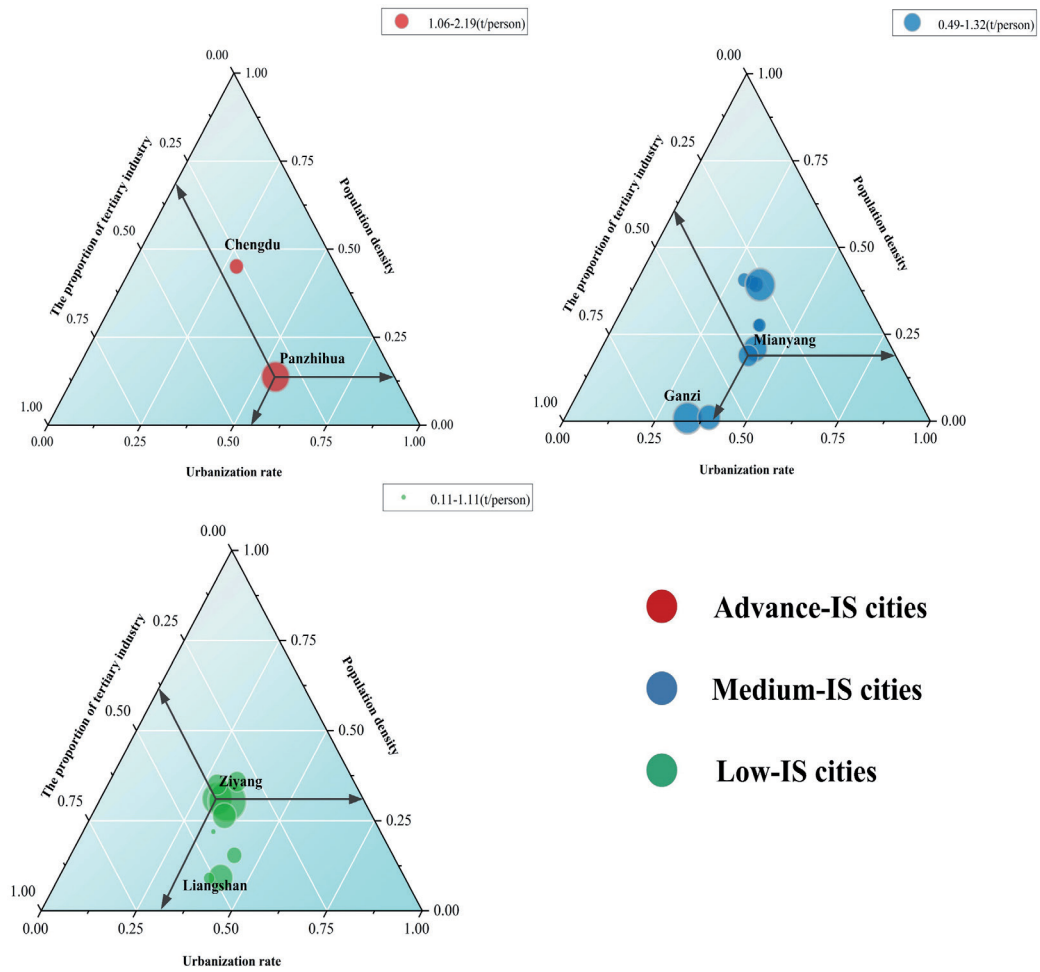 1.06-2.19(t/person)
0.00
1.00
The proportion of tertiary industry
0.25
0.75
Population density
0.50
Chengdu
0.50
0.75
0.25
Panzhihua
1.00
0.00
0.00
0.25
0.50
0.75
1.00
Urbanization rate
0.49-1.32(t/person)
0.00
1.00
The proportion of tertiary industry
0.25
0.75
Population density
0.50
0.50
0.75
0.25
Mianyang
Ganzi
1.00
0.00
0.00
0.25
0.50
0.75
1.00
Urbanization rate
0.11-1.11(t/person)
0.00
1.00
The proportion of tertiary industry
0.25
0.75
Population density
0.50
0.50
Ziyang
0.75
0.25
Liangshan
1.00
0.00
0.00
0.25
0.50
0.75
1.00
Urbanization rate
Advance-IS cities
Medium-IS cities
Low-IS cities